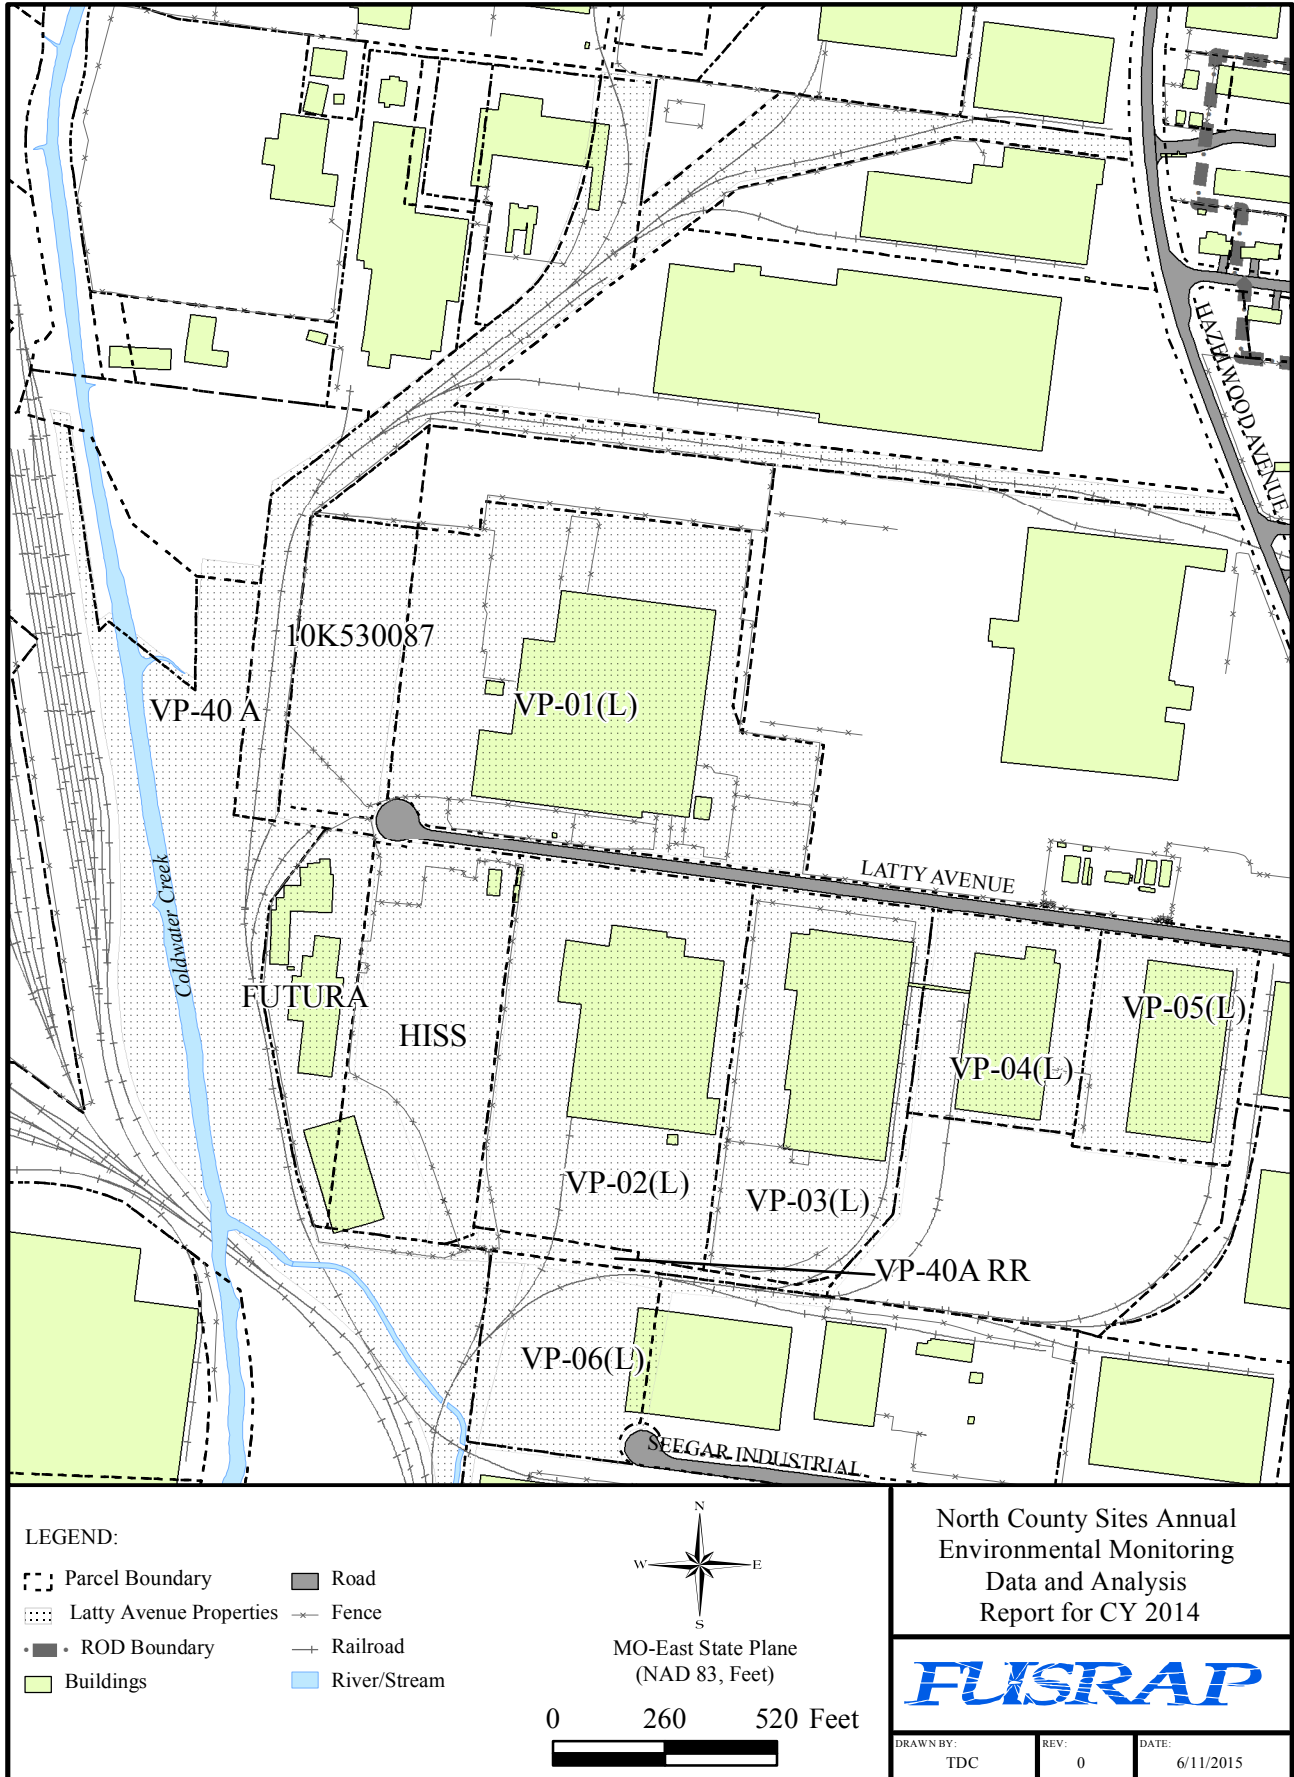 HAZELWOOD AVENUE
10K530087
VP-01(L)
VP-40 A
LATTY AVENUE
Coldwater Creek
FUTURA
HISS
VP-05(L)
VP-04(L)
VP-02(L)
VP-03(L)
VP-40A RR
VP-06(L)
SEEGAR INDUSTRIAL
LEGEND:
Parcel Boundary
Latty Avenue Properties
ROD Boundary
Buildings
Road
Fence
Railroad
River/Stream
N
W E
S
MO-East State Plane
(NAD 83, Feet)
0 260 520 Feet
North County Sites Annual
Environmental Monitoring
Data and Analysis
Report for CY 2014
FUSRAP
DRAWN BY:
TDC
REV:
0
DATE:
6/11/2015